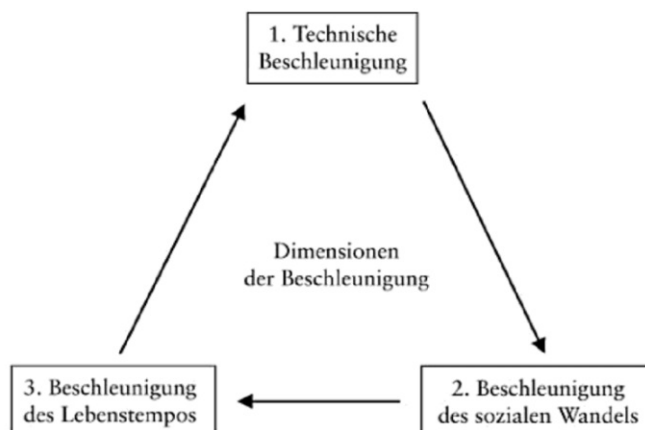 1. Technische
Beschleunigung
Dimensionen
der Beschleunigung
3. Beschleunigung
des Lebenstempos
2. Beschleunigung
des sozialen Wandels